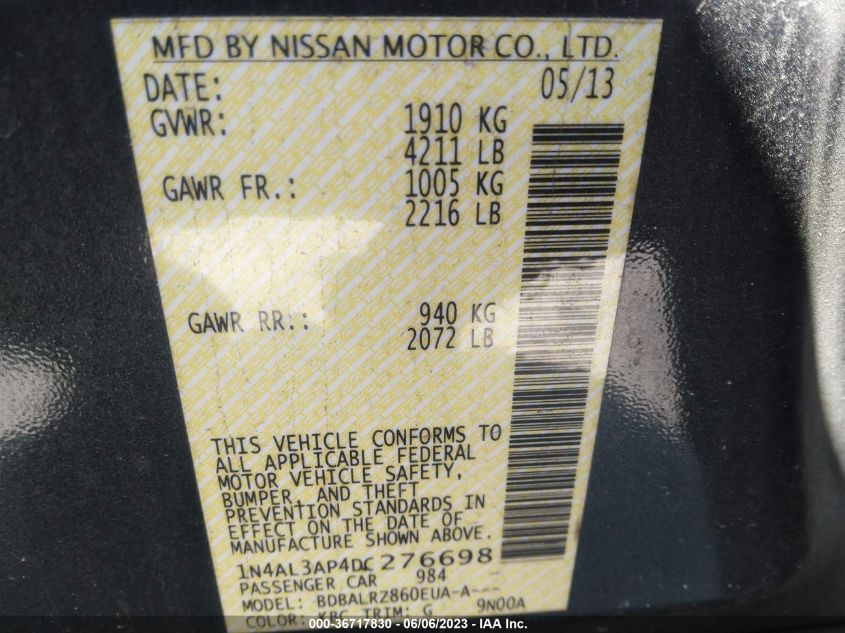 MFD BY NISSAN MOTOR CO., LTD.
DATE: 05/13
GVWR: 1910 KG
4211 LB
GAWR FR.: 1005 KG
2216 LB
GAWR RR:: 940 KG
2072 LB
THIS VEHICLE CONFORMS TO
ALL APPLICABLE FEDERAL
MOTOR VEHICLE SAFETY,
BUMPER, AND THEFT
PREVENTION STANDARDS IN
EFFECT ON THE DATE OF
MANUFACTURE SHOWN ABOVE.
1N4AL3AP4DC276698
PASSENGER CAR 984
MODEL: BDBALRZ860EUA-A---
COLOR: KBC TRIM: G 9N00A
000-36717830 - 06/06/2023 - IAA Inc.